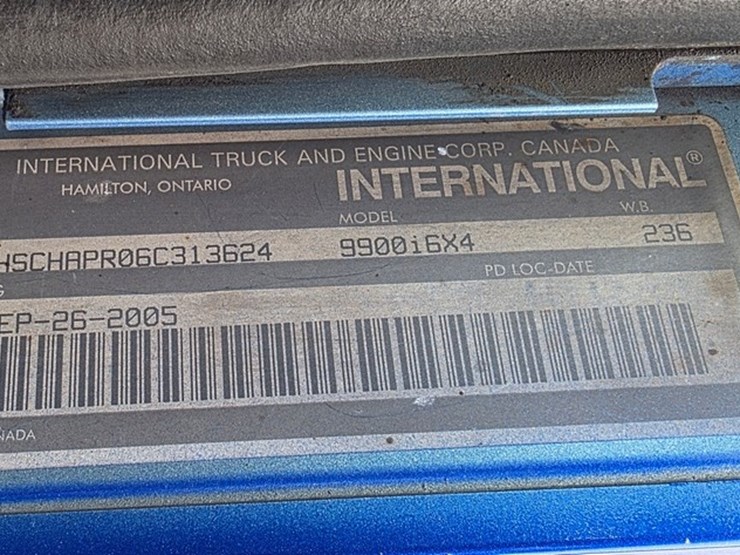 INTERNATIONAL TRUCK AND ENGINE CORP. CANADA
HAMILTON, ONTARIO
INTERNATIONAL®
MODEL
W.B.
HSCHAPR06C313624
9900i6X4
236
PD LOC-DATE
EP-26-2005
NADA